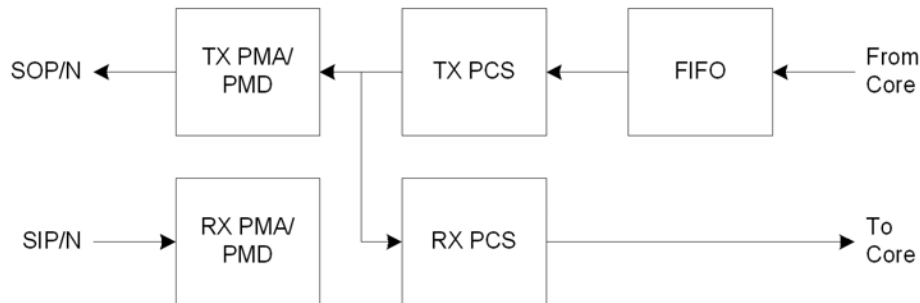 SOP/N
TX PMA/
PMD
TX PCS
FIFO
From
Core
SIP/N
RX PMA/
PMD
RX PCS
To
Core